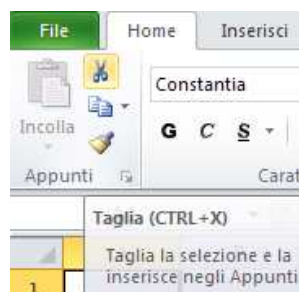 File Home Inserisci
Constantia
Incolla G C S
Appunti Carat
Taglia (CTRL+X)
Taglia la selezione e la
1 inserisce negli Appunti